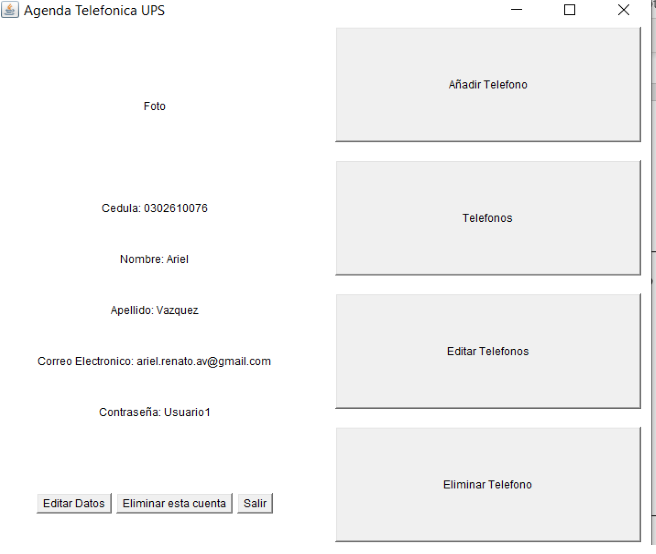 Agenda Telefonica UPS
Foto
Cedula: 0302610076
Nombre: Ariel
Apellido: Vazquez
Correo Electronico: ariel.renato.av@gmail.com
Contraseña: Usuario1
Editar Datos
Eliminar esta cuenta
Salir
Añadir Telefono
Telefonos
Editar Telefonos
Eliminar Telefono